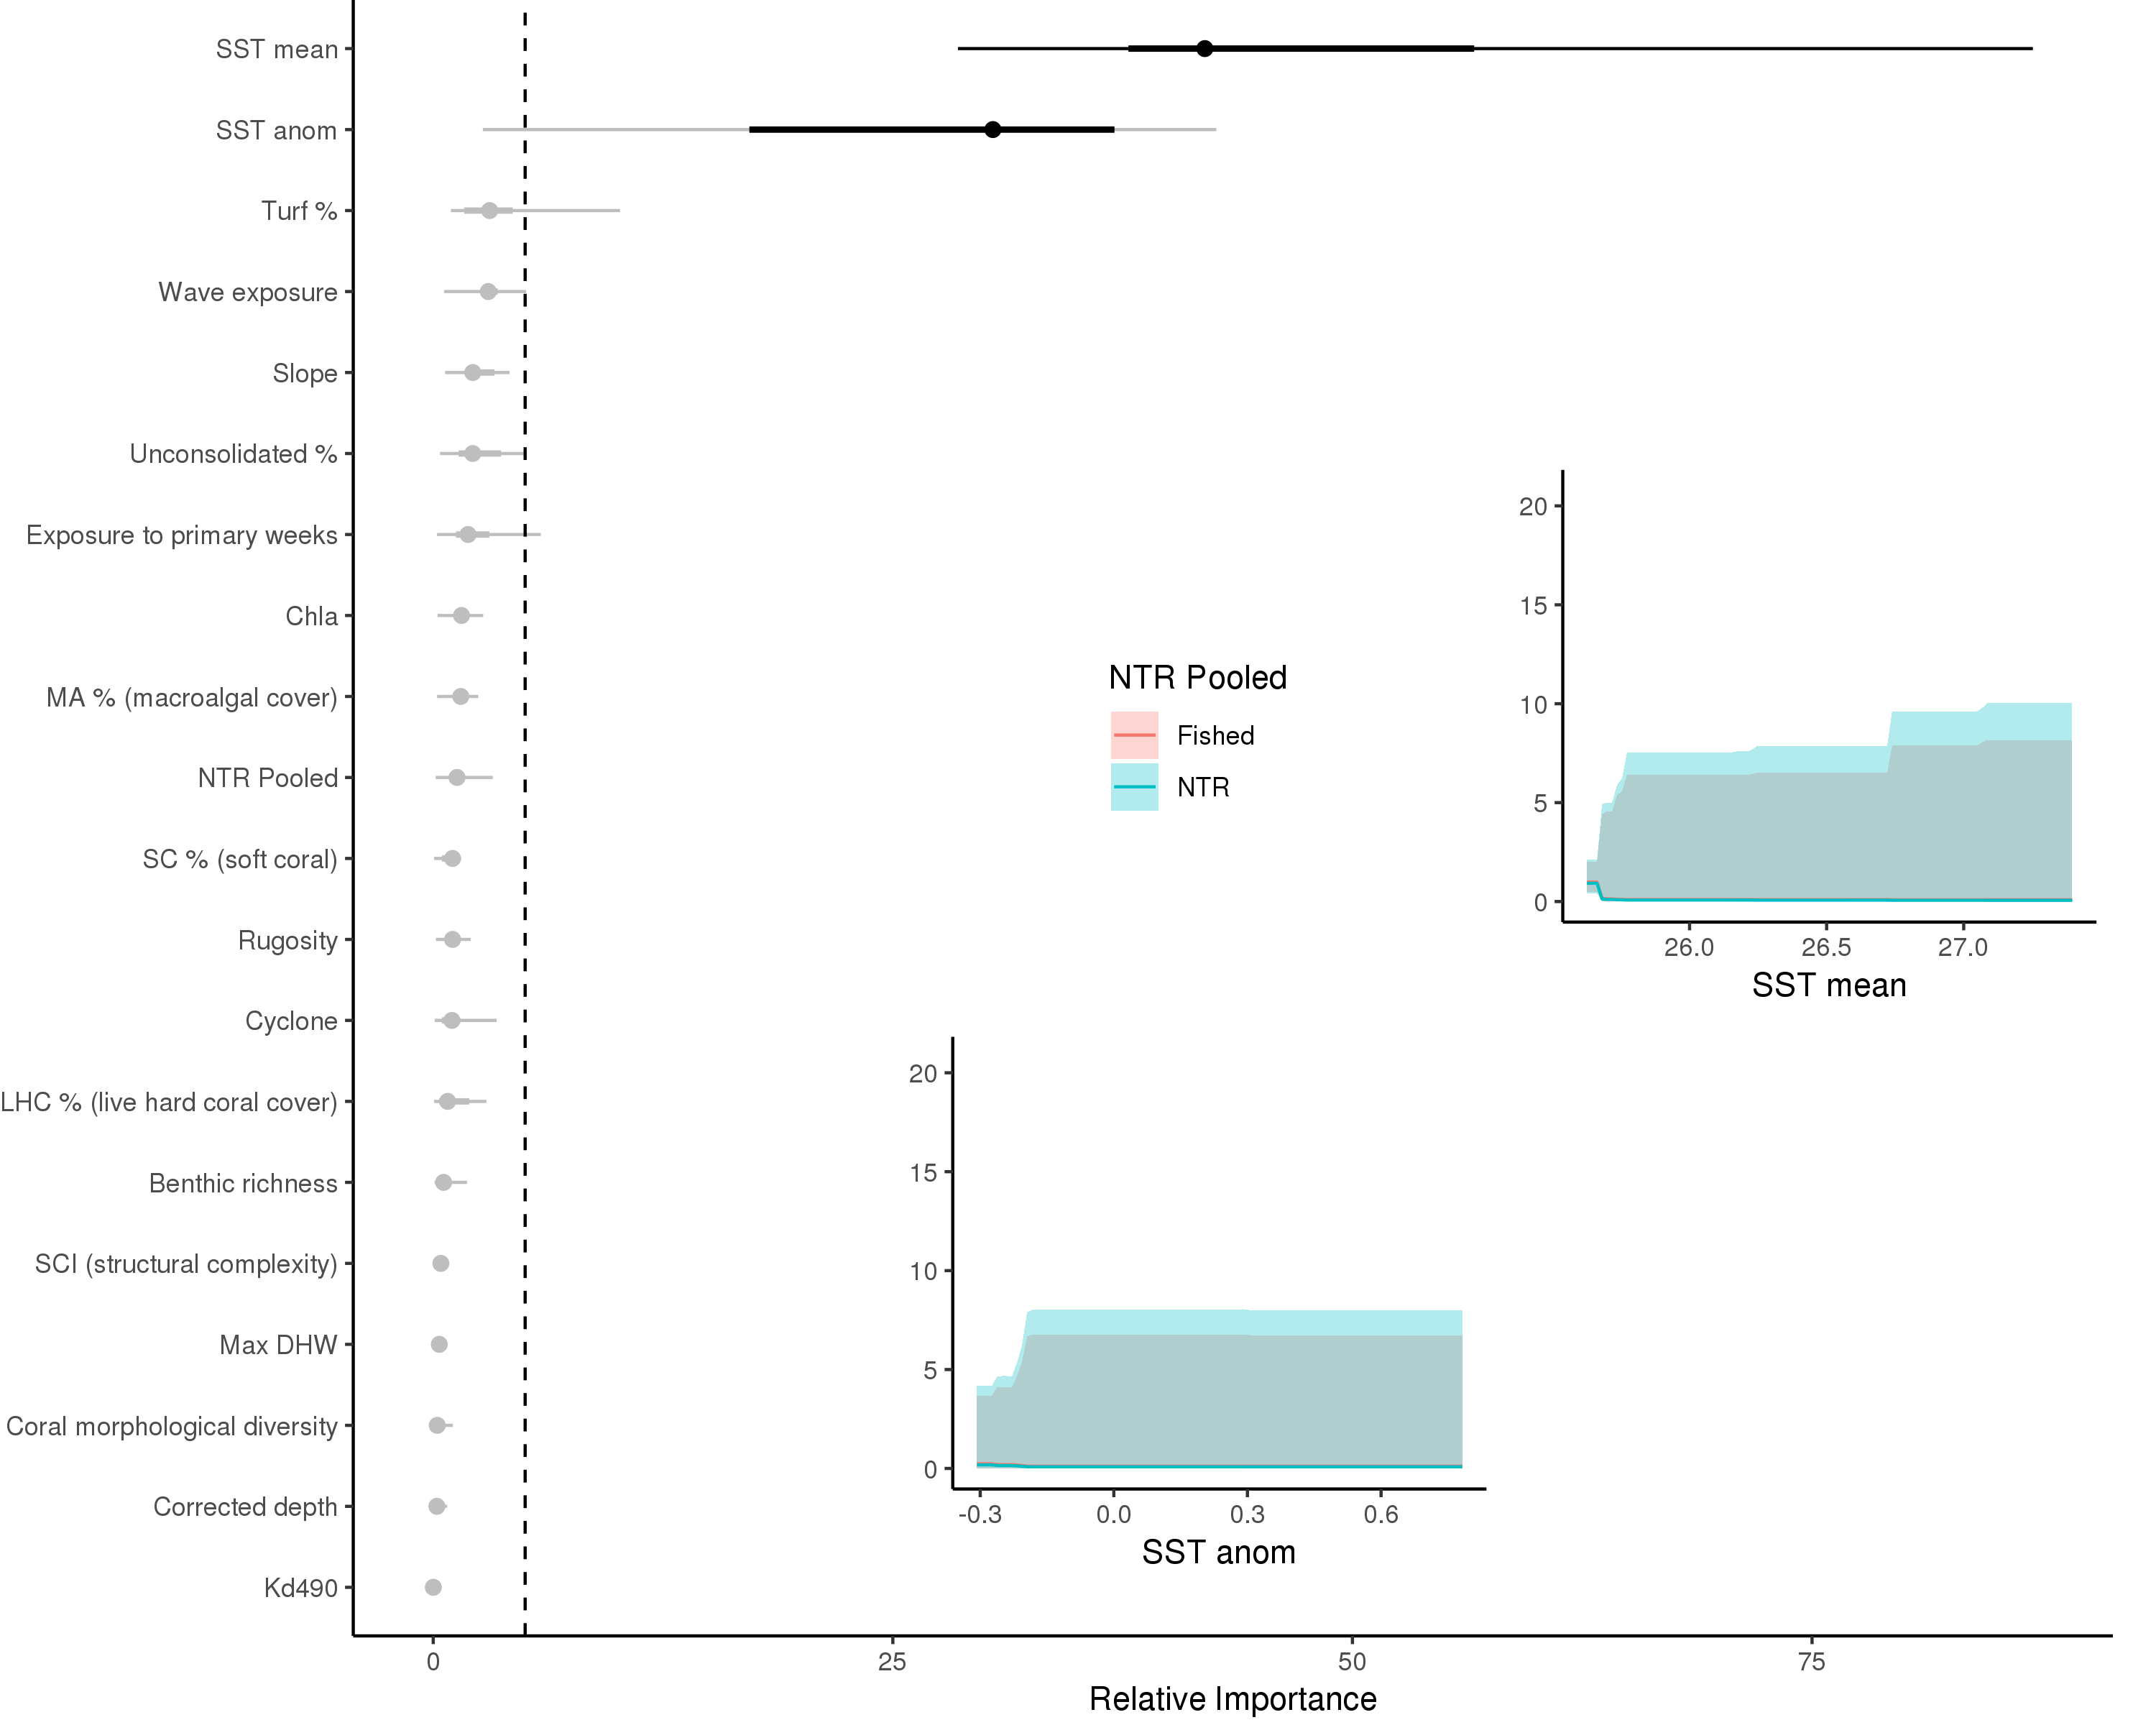 SST mean
SST anom
Turf %
Wave exposure
Slope
Unconsolidated %
Exposure to primary weeks
Chla
MA % (macroalgal cover)
NTR Pooled
SC % (soft coral)
Rugosity
Cyclone
LHC % (live hard coral cover)
Benthic richness
SCI (structural complexity)
Max DHW
Coral morphological diversity
Corrected depth
Kd490
0 25 50 75
Relative Importance
NTR Pooled
Fished
NTR
20
15
10
5
0
26.0 26.5 27.0
SST mean
20
15
10
5
0
-0.3 0.0 0.3 0.6
SST anom